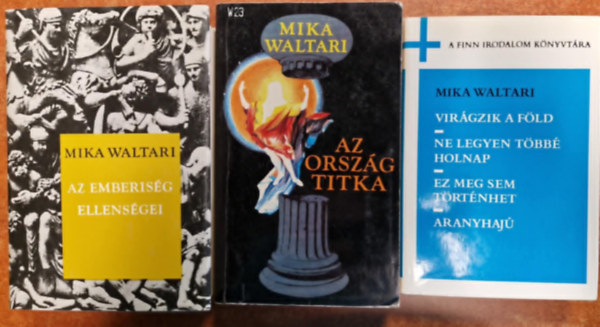 MIKA WALTARI
AZ EMBERISÉG
ELLENSÉGEI
W23
MIKA
WALTARI
AZ
ORSZÁG
TITKA
A FINN IRODALOM KÖNYVTÁRA
MIKA WALTARI
VIRÁGZIK A FÖLD
NE LEGYEN TÖBBÉ
HOLNAP
EZ MEG SEM
TÖRTÉNHET
ARANYHAJÚ